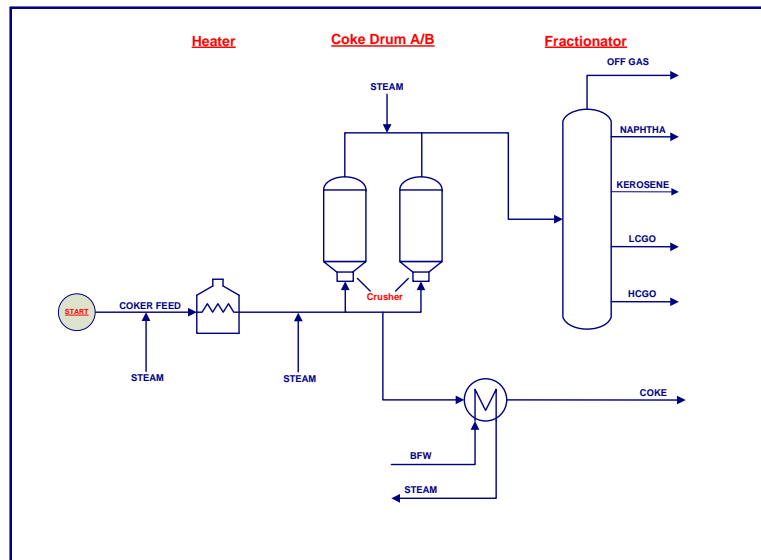 Heater
Coke Drum A/B
Fractionator
OFF GAS
STEAM
NAPHTHA
KEROSENE
LCGO
Crusher
HCGO
START
COKER FEED
STEAM
STEAM
COKE
BFW
STEAM